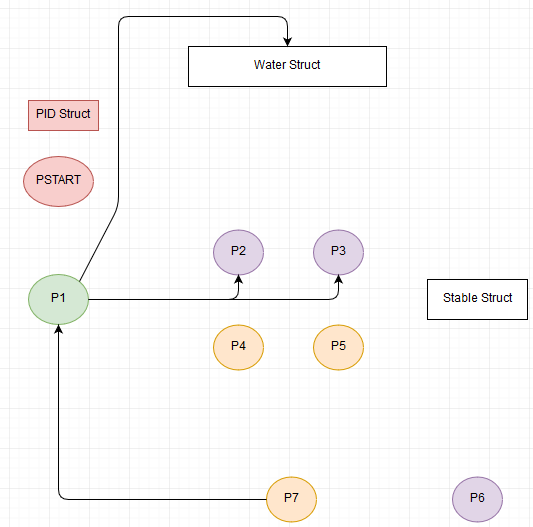 Water Struct
PID Struct
PSTART
P2
P3
P1
Stable Struct
P4
P5
P7
P6